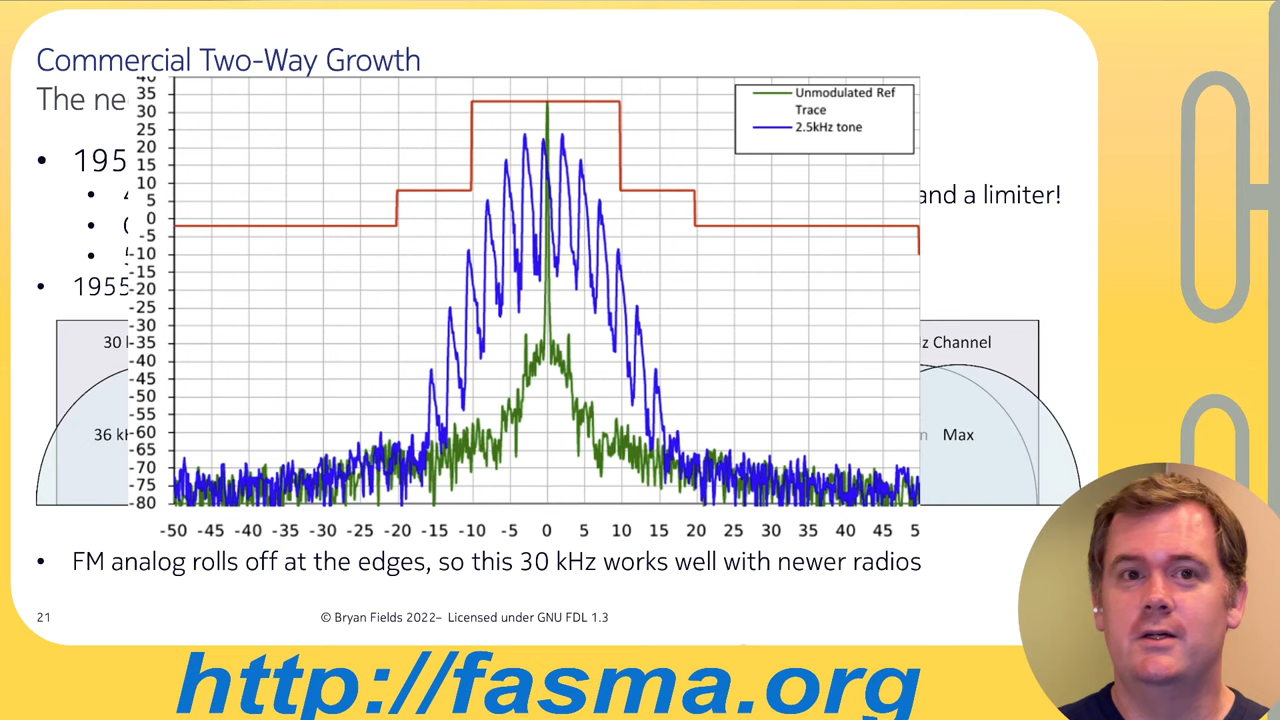 Commercial Two-Way Growth
The ne
• 195
• and a limiter!
•
•
• 1955
40
35
30
25
20
15
10
5
0
-5
-10
-15
-20
-25
-30
-35
-40
-45
-50
-55
-60
-65
-70
-75
-80
Unmodulated Ref
Trace
2.5kHz tone
30
z Channel
36 k
Max
-50 -45 -40 -35 -30 -25 -20 -15 -10 -5 0 5 10 15 20 25 30 35 40 45 5
• FM analog rolls off at the edges, so this 30 kHz works well with newer radios
21
© Bryan Fields 2022– Licensed under GNU FDL 1.3
http://fasma.org